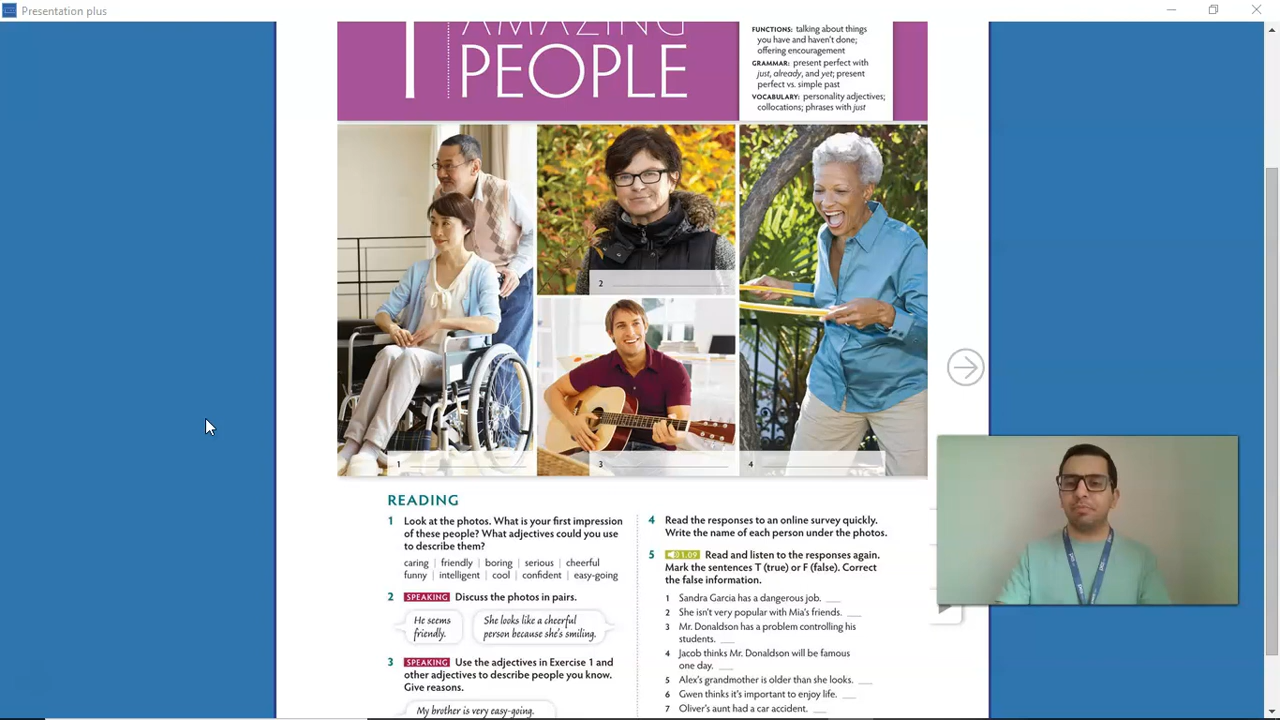 Presentation plus
1
AMAZING
PEOPLE
FUNCTIONS: talking about things
you have and haven't done;
offering encouragement
GRAMMAR: present perfect with
just, already, and yet; present
perfect vs. simple past
VOCABULARY: personality adjectives;
collocations; phrases with just
1
2
3
4
READING
1 Look at the photos. What is your first impression
of these people? What adjectives could you use
to describe them?
caring | friendly | boring | serious | cheerful
funny | intelligent | cool | confident | easy-going
2 SPEAKING Discuss the photos in pairs.
He seems
friendly.
She looks like a cheerful
person because she's smiling.
3 SPEAKING Use the adjectives in Exercise 1 and
other adjectives to describe people you know.
Give reasons.
My brother is very easy-going.
4 Read the responses to an online survey quickly.
Write the name of each person under the photos.
5 1.09 Read and listen to the responses again.
Mark the sentences T (true) or F (false). Correct
the false information.
1 Sandra Garcia has a dangerous job.
2 She isn't very popular with Mia's friends.
3 Mr. Donaldson has a problem controlling his
students.
4 Jacob thinks Mr. Donaldson will be famous
one day.
5 Alex's grandmother is older than she looks.
6 Gwen thinks it's important to enjoy life.
7 Oliver's aunt had a car accident.